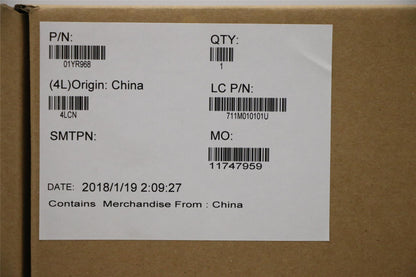 P/N:
01YR968
QTY:
1
(4L)Origin: China
4LCN
LC P/N:
711M010101U
SMTPN:
MO:
11747959
DATE: 2018/1/19 2:09:27
Contains Merchandise From : China